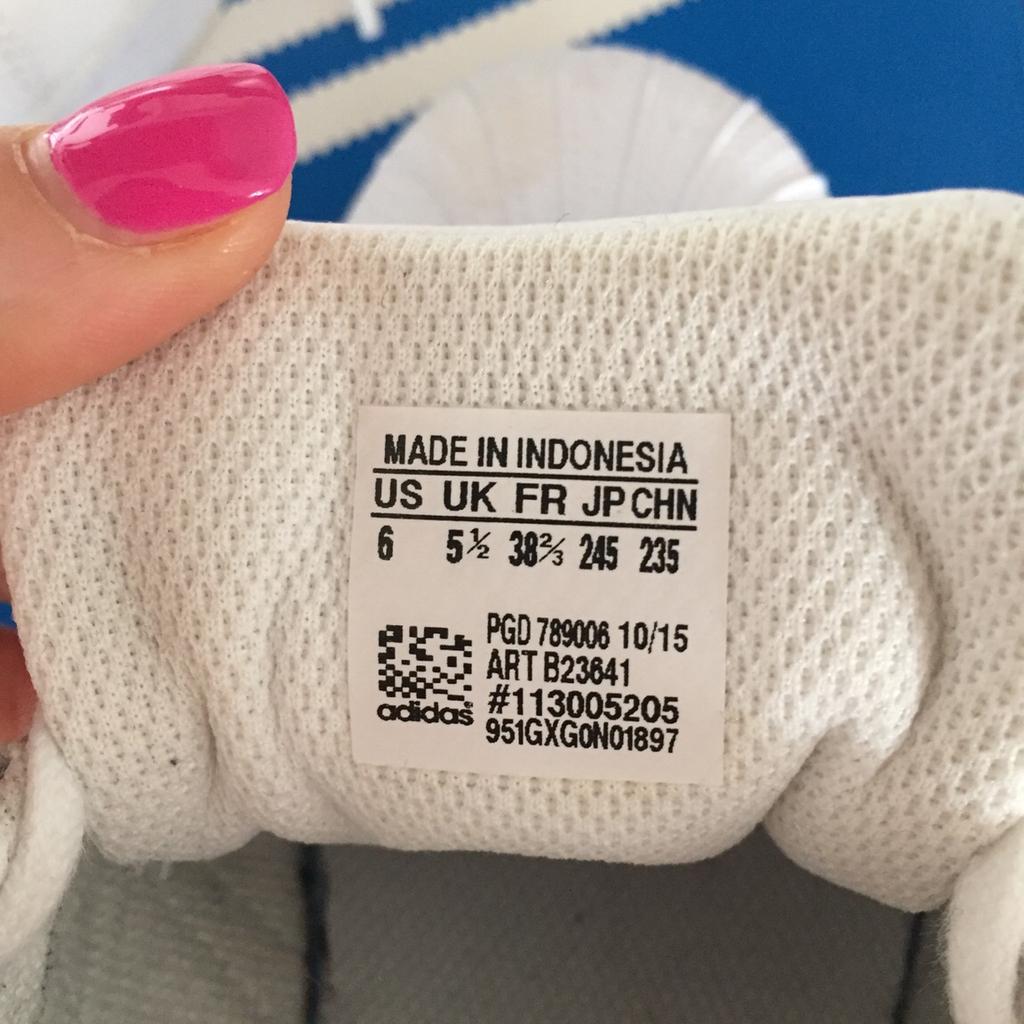 MADE IN INDONESIA
US UK FR JP CHN
6 5½ 38⅔ 245 235
PGD 789006 10/15
ART B23641
#113005205
951GXG0N01897
adidas®